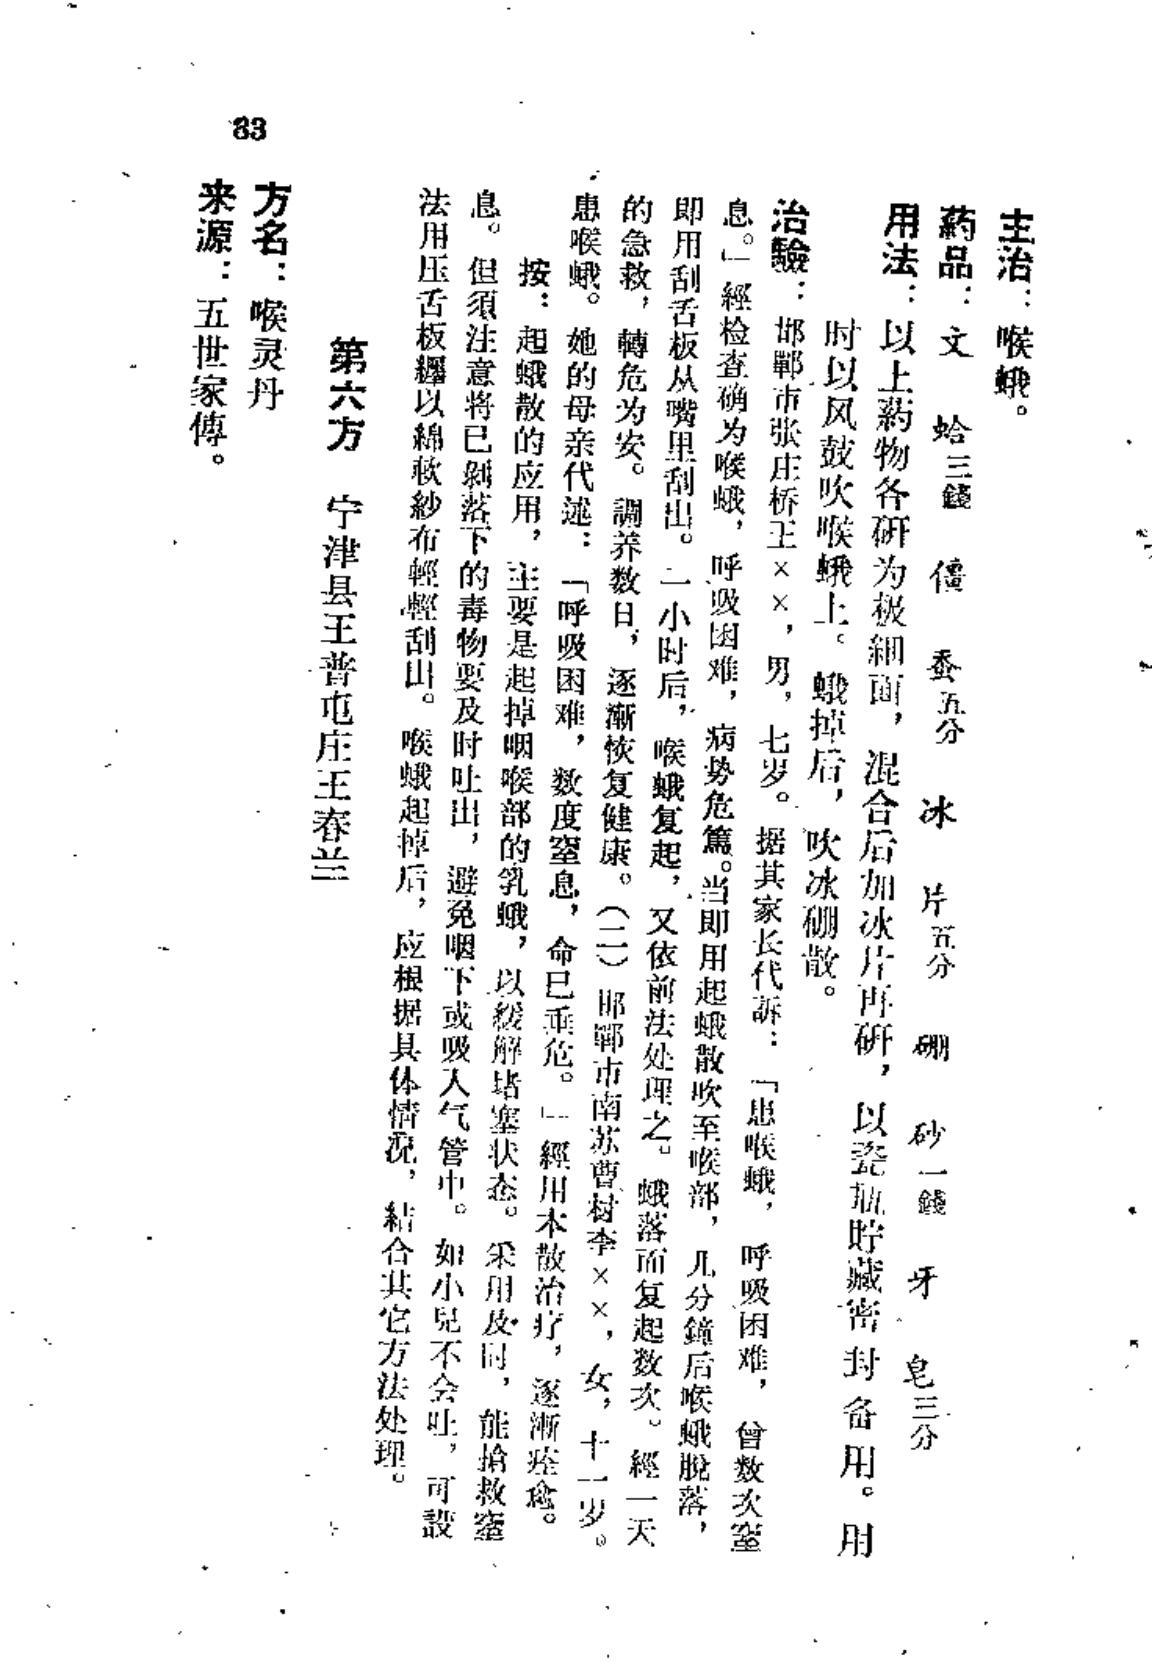 主治：喉蛾。
药品：文　蛤三錢　僵　蚕五分　冰　片五分　硼　砂一錢　牙　皂三分
用法：以上葯物各研为极細面，混合后加冰片再研，以瓷瓶貯藏密封备用。用
时以风鼓吹喉蛾上。蛾掉后，吹冰硼散。
治驗：邯鄲市张庄桥王××，男，七岁。据其家长代訴：「患喉蛾，呼吸困难，曾数次窒
息。」經检查确为喉蛾，呼吸困难，病势危篤。当即用起蛾散吹至喉部，几分鐘后喉蛾脫落，
即用刮舌板从嘴里刮出。二小时后，喉蛾复起，又依前法处理之。蛾落而复起数次。經一天
的急救，轉危为安。調养数日，逐漸恢复健康。（二）邯鄲市南苏曹村李××，女，十一岁。
患喉蛾。她的母亲代述：「呼吸困难，数度窒息，命已垂危。」經用本散治疗，逐漸痊愈。
按：起蛾散的应用，主要是起掉咽喉部的乳蛾，以緩解堵塞状态。采用及时，能搶救窒
息。但須注意将已剝落下的毒物要及时吐出，避免咽下或吸入气管中。如小兒不会吐，可設
法用压舌板纒以綿軟紗布輕輕刮出。喉蛾起掉后，应根据具体情况，結合其它方法处理。
第六方　宁津县王普屯庄王春兰
方名：喉灵丹
来源：五世家傳。
83